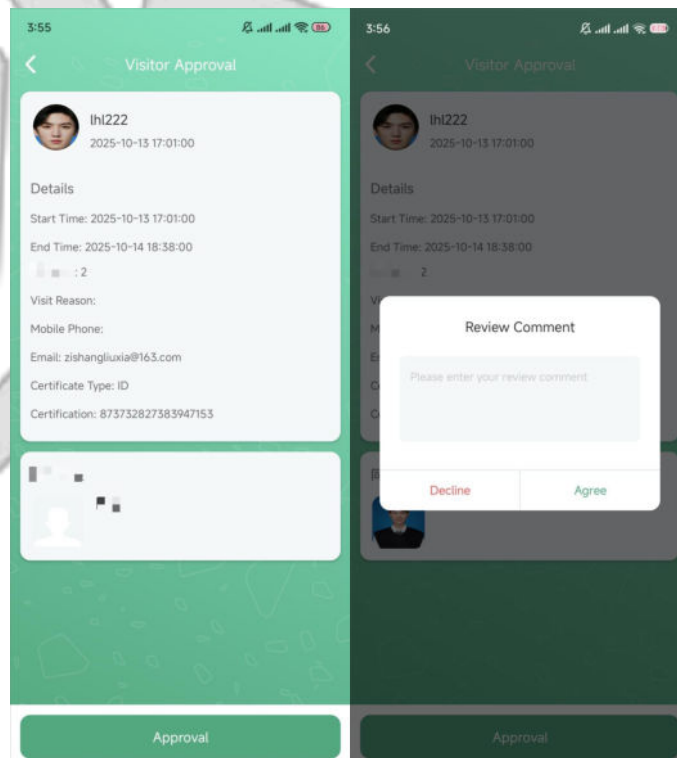 3:55
86
Visitor Approval
lhl222
2025-10-13 17:01:00
Details
Start Time: 2025-10-13 17:01:00
End Time: 2025-10-14 18:38:00
: 2
Visit Reason:
Mobile Phone:
Email: zishangliuxia@163.com
Certificate Type: ID
Certification: 873732827383947153
Approval
3:56
Visitor Approval
lhl222
2025-10-13 17:01:00
Details
Start Time: 2025-10-13 17:01:00
End Time: 2025-10-14 18:38:00
2
Review Comment
Please enter your review comment
Decline
Agree
Approval